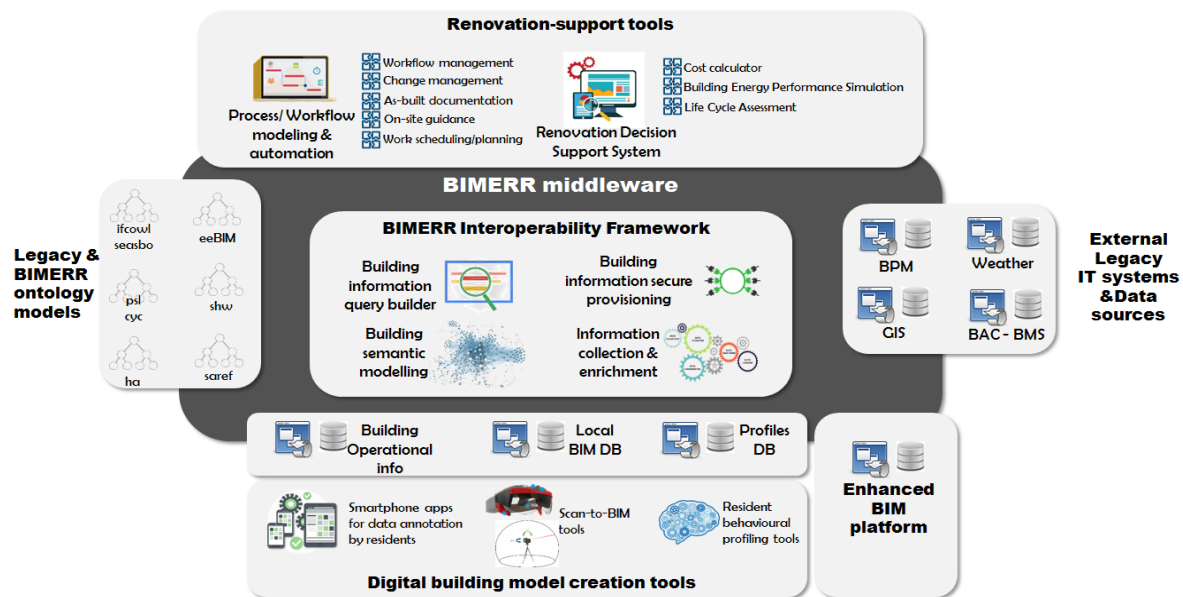 Renovation-support tools
Process/ Workflow
modeling &
automation
Workflow management
Change management
As-built documentation
On-site guidance
Work scheduling/planning
Renovation Decision
Support System
Cost calculator
Building Energy Performance Simulation
Life Cycle Assessment
BIMERR middleware
Legacy &
BIMERR
ontology
models
ifcowl
seasbo
eeBIM
psl
cyc
shw
ha
saref
BIMERR Interoperability Framework
Building
information
query builder
Building
information secure
provisioning
Building
semantic
modelling
Information
collection &
enrichment
BPM
Weather
GIS
BAC - BMS
External
Legacy
IT systems
&Data
sources
Building
Operational
info
Local
BIM DB
Profiles
DB
Smartphone apps
for data annotation
by residents
Scan-to-BIM
tools
Resident
behavioural
profiling tools
Digital building model creation tools
Enhanced
BIM
platform